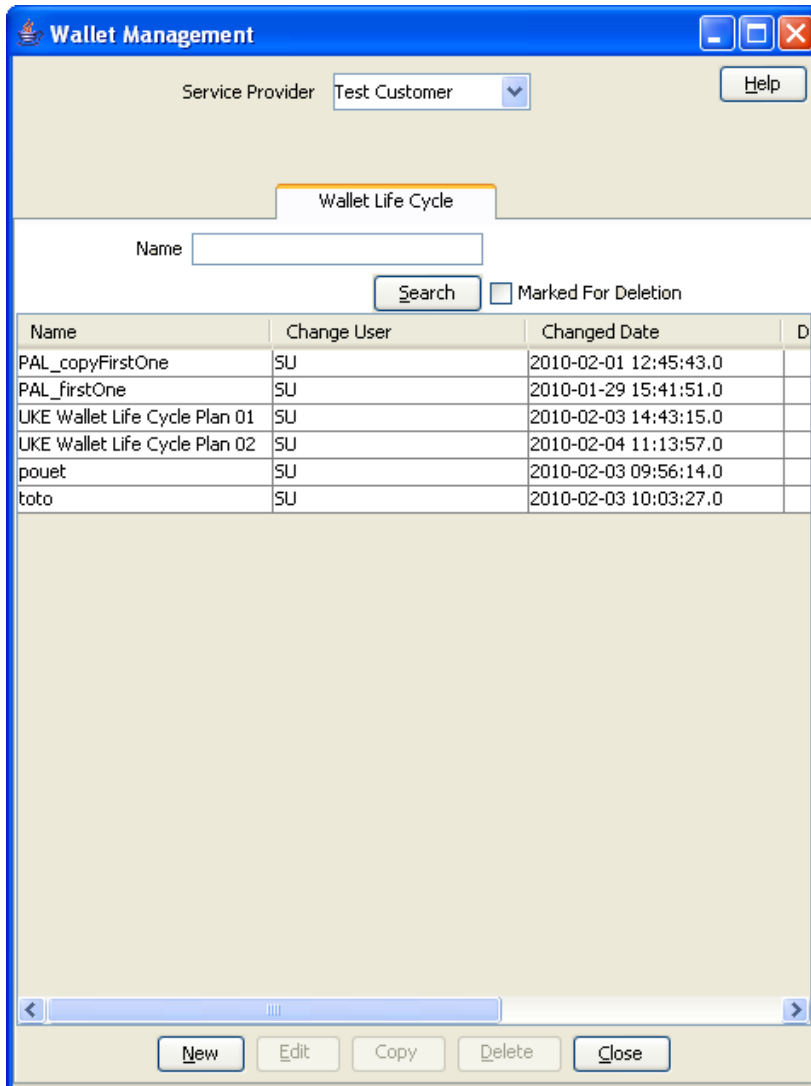 Wallet Management
Service Provider Test Customer Help
Wallet Life Cycle
Name
Search Marked For Deletion
Name Change User Changed Date D
PAL_copyFirstOne SU 2010-02-01 12:45:43.0
PAL_firstOne SU 2010-01-29 15:41:51.0
UKE Wallet Life Cycle Plan 01 SU 2010-02-03 14:43:15.0
UKE Wallet Life Cycle Plan 02 SU 2010-02-04 11:13:57.0
pouet SU 2010-02-03 09:56:14.0
toto SU 2010-02-03 10:03:27.0
New Edit Copy Delete Close